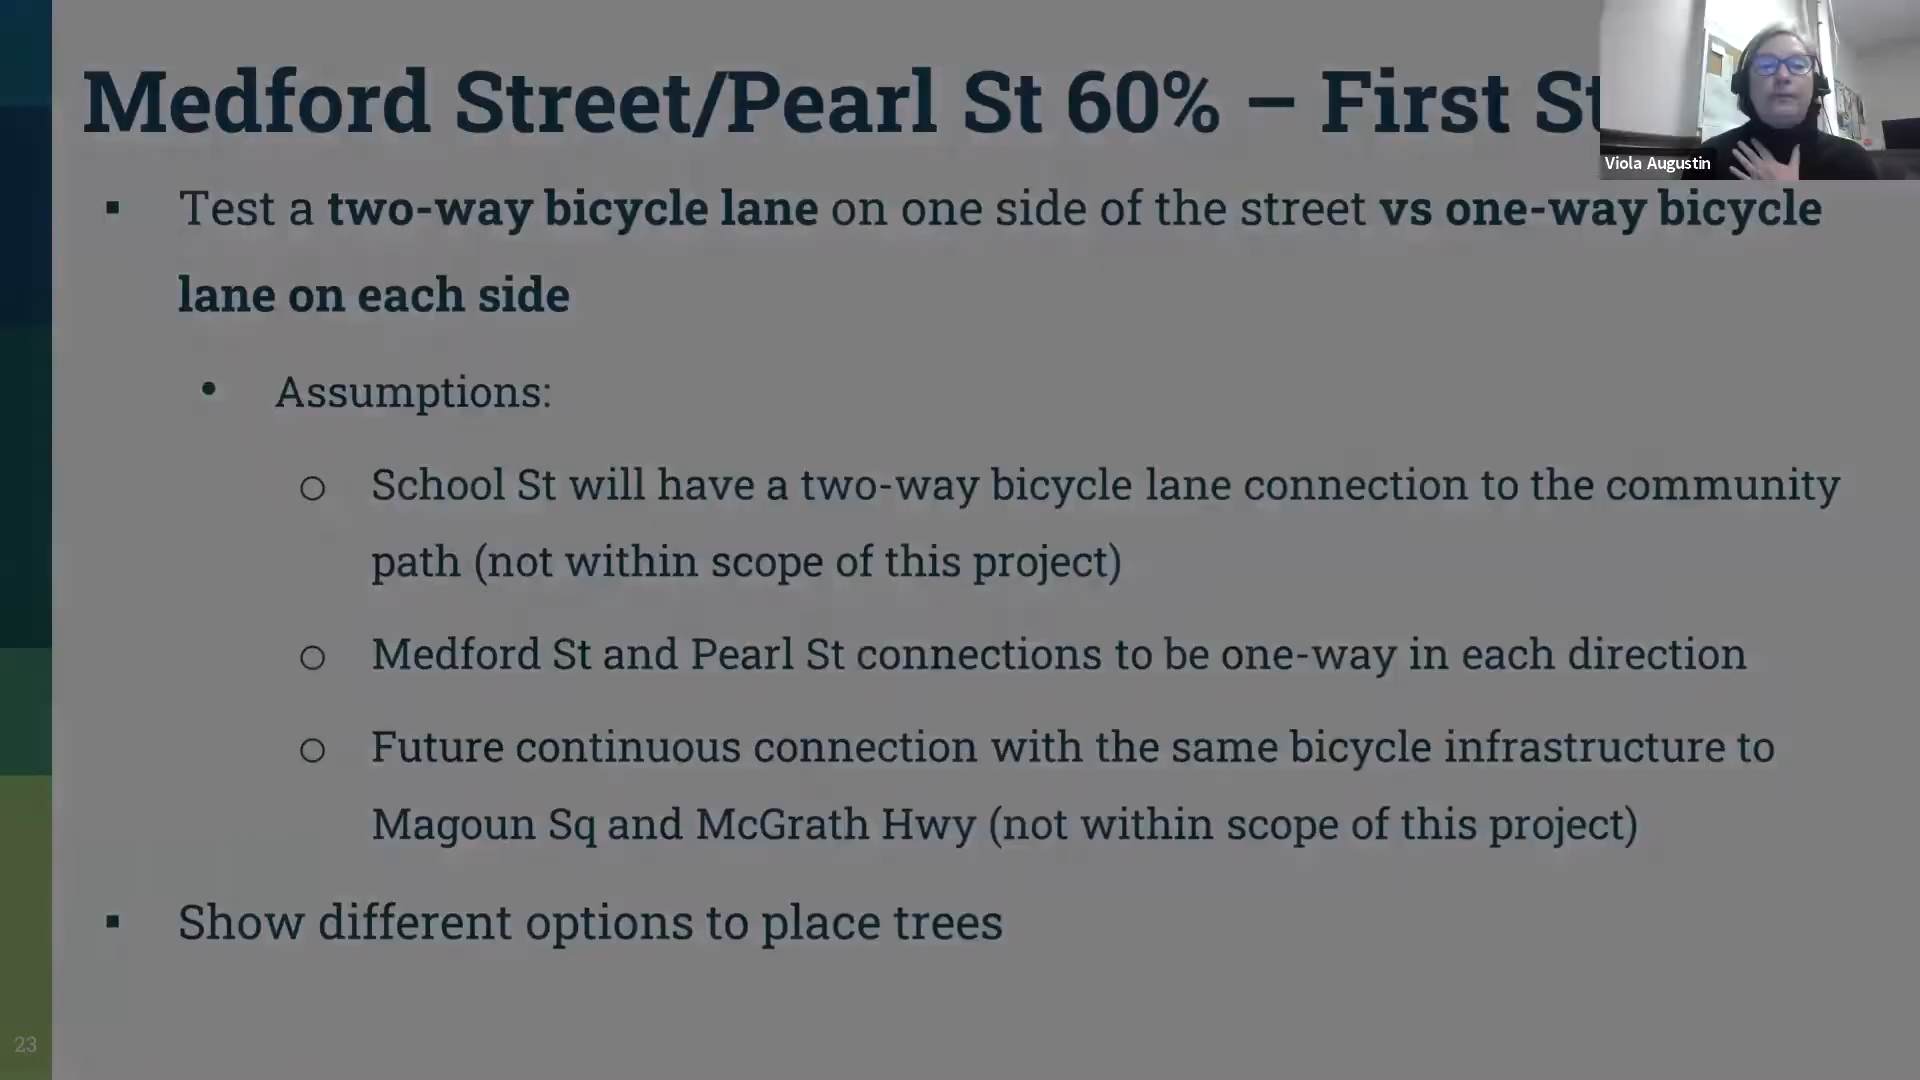 Medford Street/Pearl St 60% – First St
Viola Augustin
▪ Test a two-way bicycle lane on one side of the street vs one-way bicycle
lane on each side
• Assumptions:
○ School St will have a two-way bicycle lane connection to the community
path (not within scope of this project)
○ Medford St and Pearl St connections to be one-way in each direction
○ Future continuous connection with the same bicycle infrastructure to
Magoun Sq and McGrath Hwy (not within scope of this project)
▪ Show different options to place trees
23